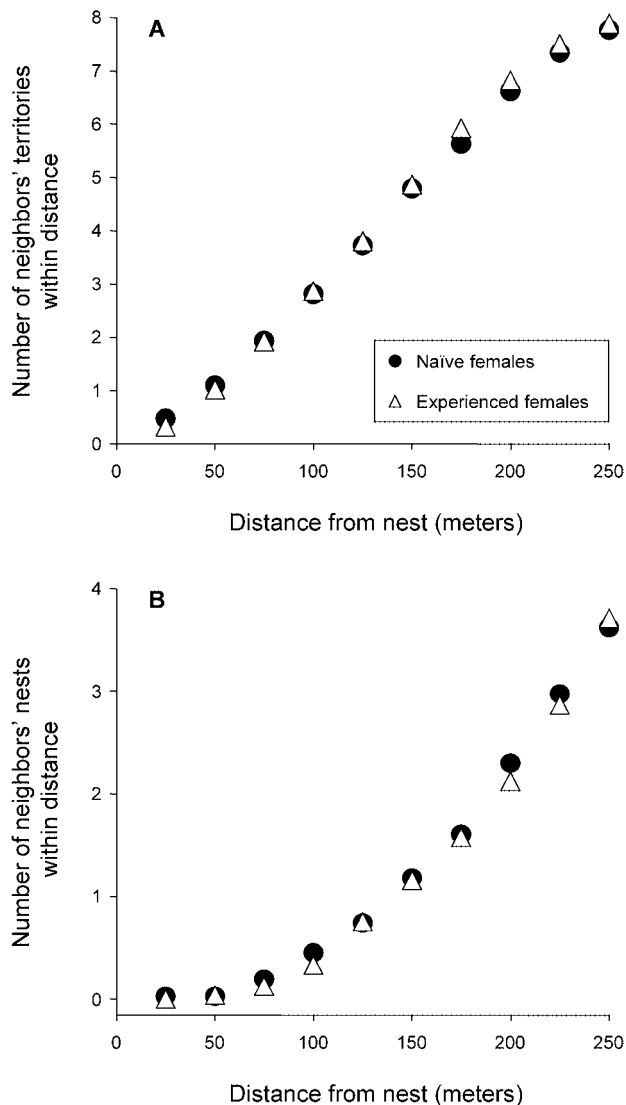 A
8
7
6
5
4
3
2
1
0
Number of neighbors' territories
within distance
Naïve females
Experienced females
0 50 100 150 200 250
Distance from nest (meters)
B
4
3
2
1
0
Number of neighbors' nests
within distance
0 50 100 150 200 250
Distance from nest (meters)